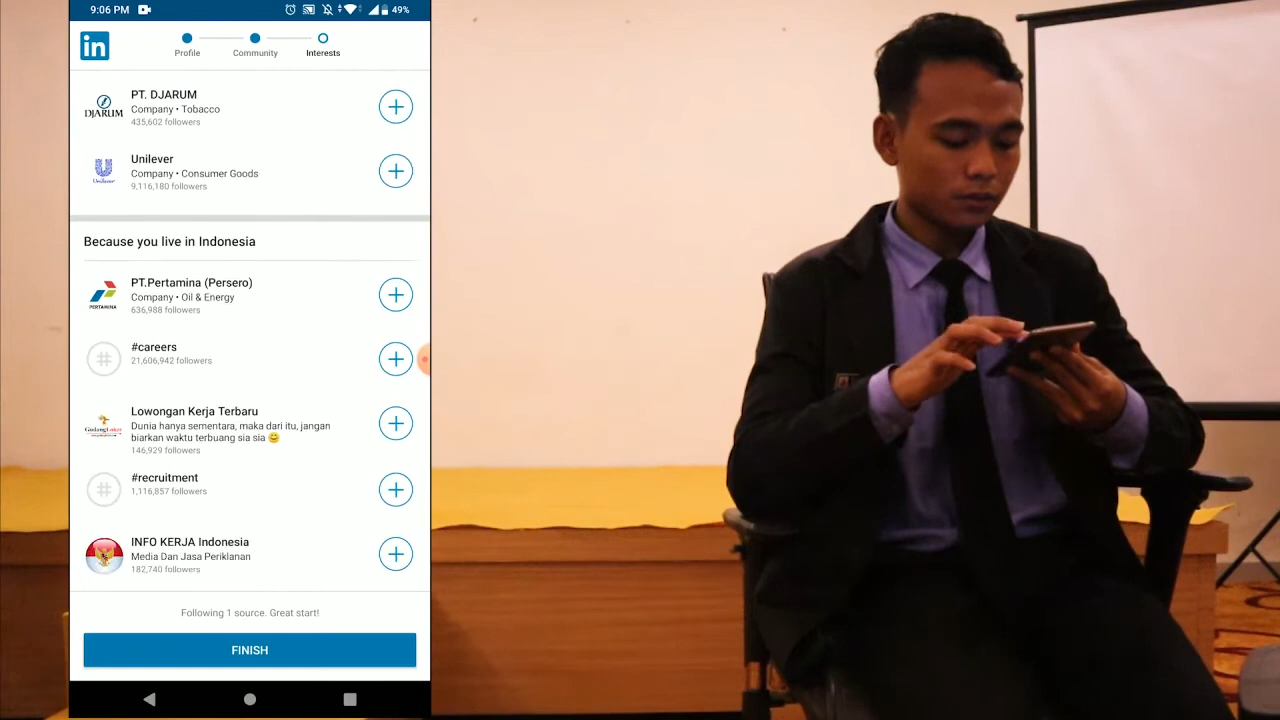 9:06 PM
49%
in
Profile
Community
Interests
PT. DJARUM
Company • Tobacco
435,602 followers
DJARUM
Unilever
Company • Consumer Goods
9,116,180 followers
Unilever
Because you live in Indonesia
PT.Pertamina (Persero)
Company • Oil & Energy
636,988 followers
PERTAMINA
#careers
21,606,942 followers
Lowongan Kerja Terbaru
Dunia hanya sementara, maka dari itu, jangan
biarkan waktu terbuang sia sia 😊
146,929 followers
GudangLoker
#recruitment
1,116,857 followers
INFO KERJA Indonesia
Media Dan Jasa Periklanan
182,740 followers
Following 1 source. Great start!
FINISH